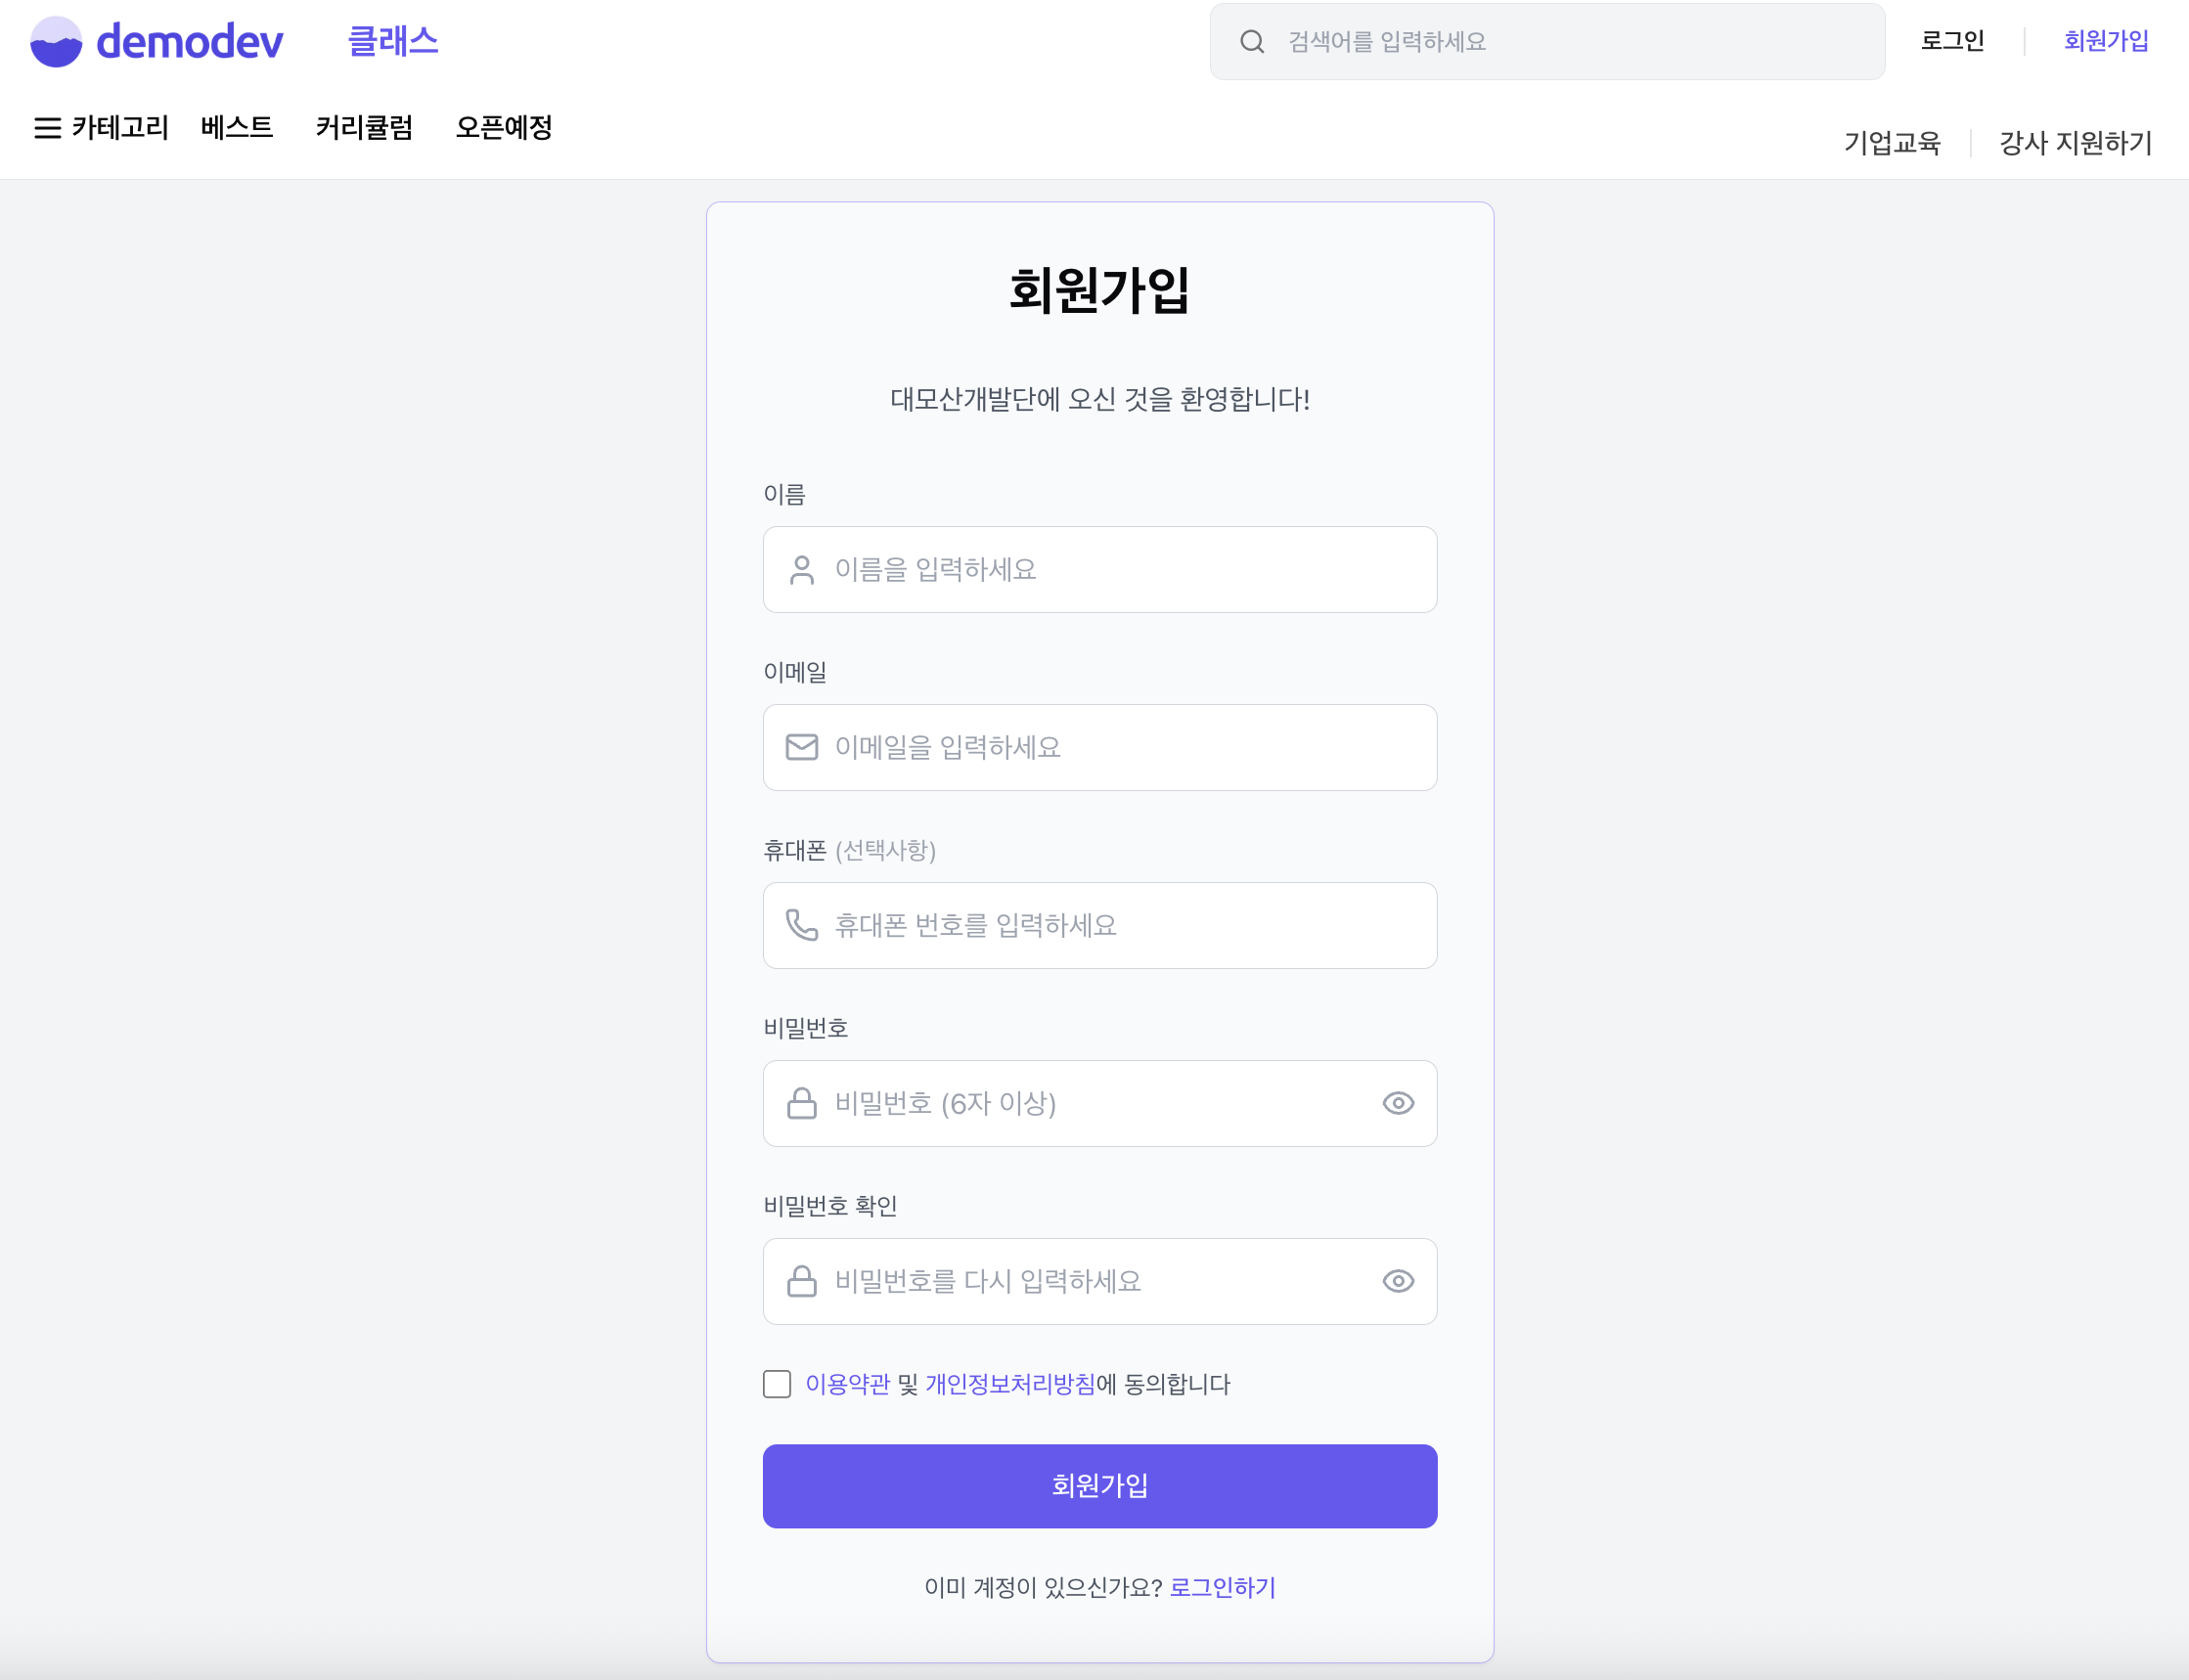 demodev 클래스 검색어를 입력하세요 로그인 회원가입
카테고리 베스트 커리큘럼 오픈예정 기업교육 강사 지원하기
회원가입
대모산개발단에 오신 것을 환영합니다!
이름
이름을 입력하세요
이메일
이메일을 입력하세요
휴대폰 (선택사항)
휴대폰 번호를 입력하세요
비밀번호
비밀번호 (6자 이상)
비밀번호 확인
비밀번호를 다시 입력하세요
이용약관 및 개인정보처리방침에 동의합니다
회원가입
이미 계정이 있으신가요? 로그인하기